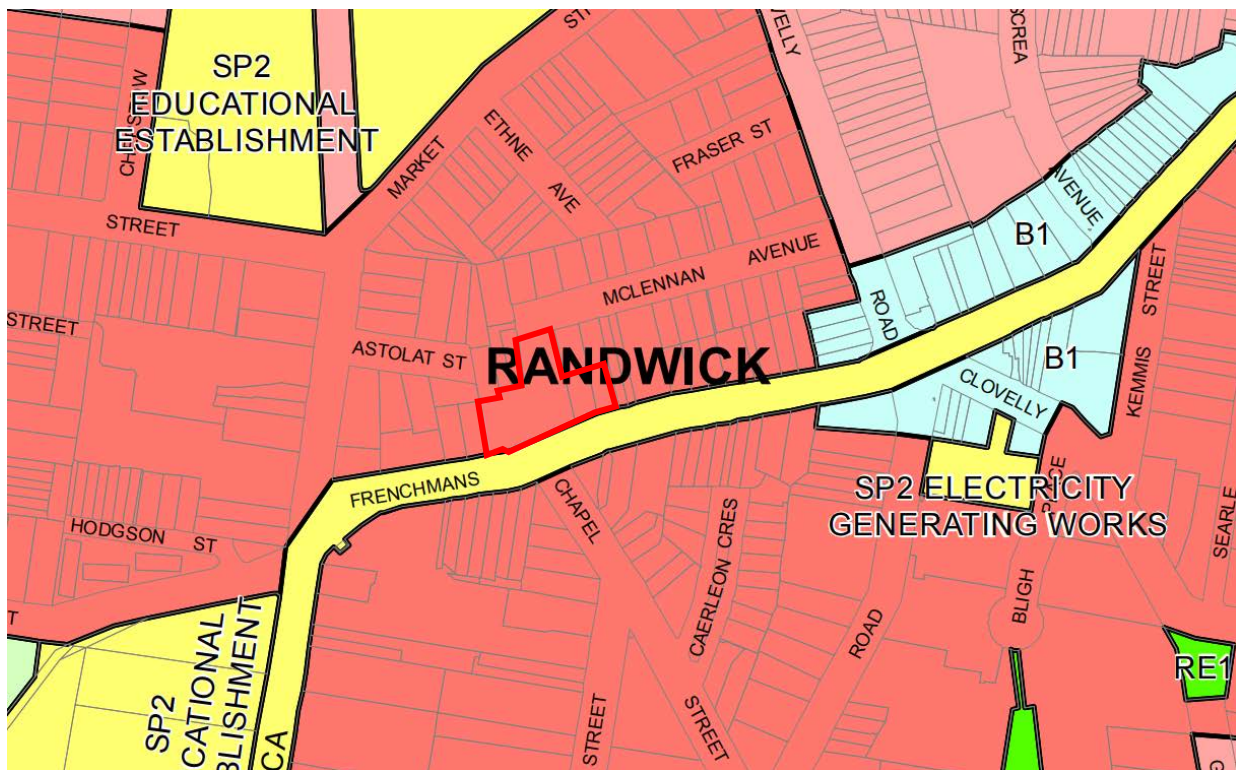 SP2
EDUCATIONAL
ESTABLISHMENT
STREET
MARKET
ETHNE
AVE
FRASER ST
MCLENNAN
AVENUE
ROAD
AVENUE
B1
STREET
ASTOLAT ST
RANDWICK
B1
CLOVELLY
KEMMIS
STREET
SP2 ELECTRICITY
GENERATING WORKS
FRENCHMANS
CHAPEL
STREET
CAERLEON CRES
ROAD
BLIGH
SEARLE
HODGSON ST
SP2
CATIONAL
BLISHMENT
CA
STREET
RE1